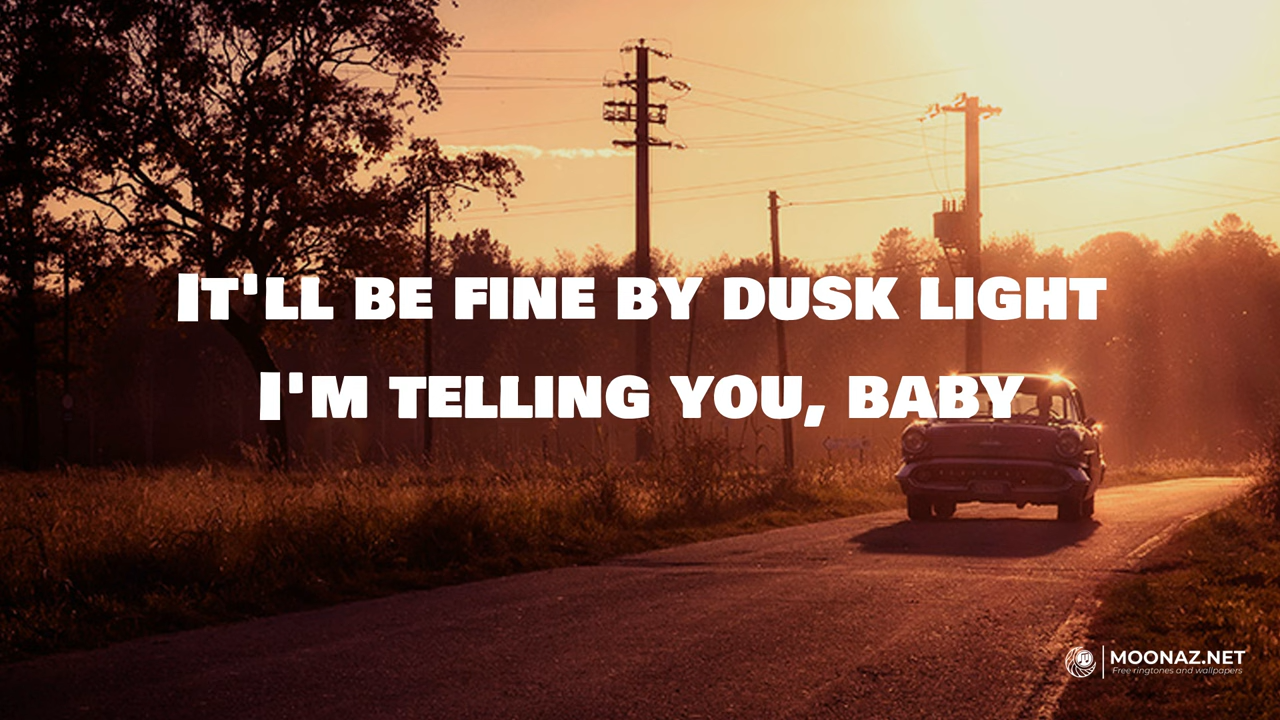 It'll be fine by dusk light
I'm telling you, baby
MOONAZ.NET
Free ringtones and wallpapers